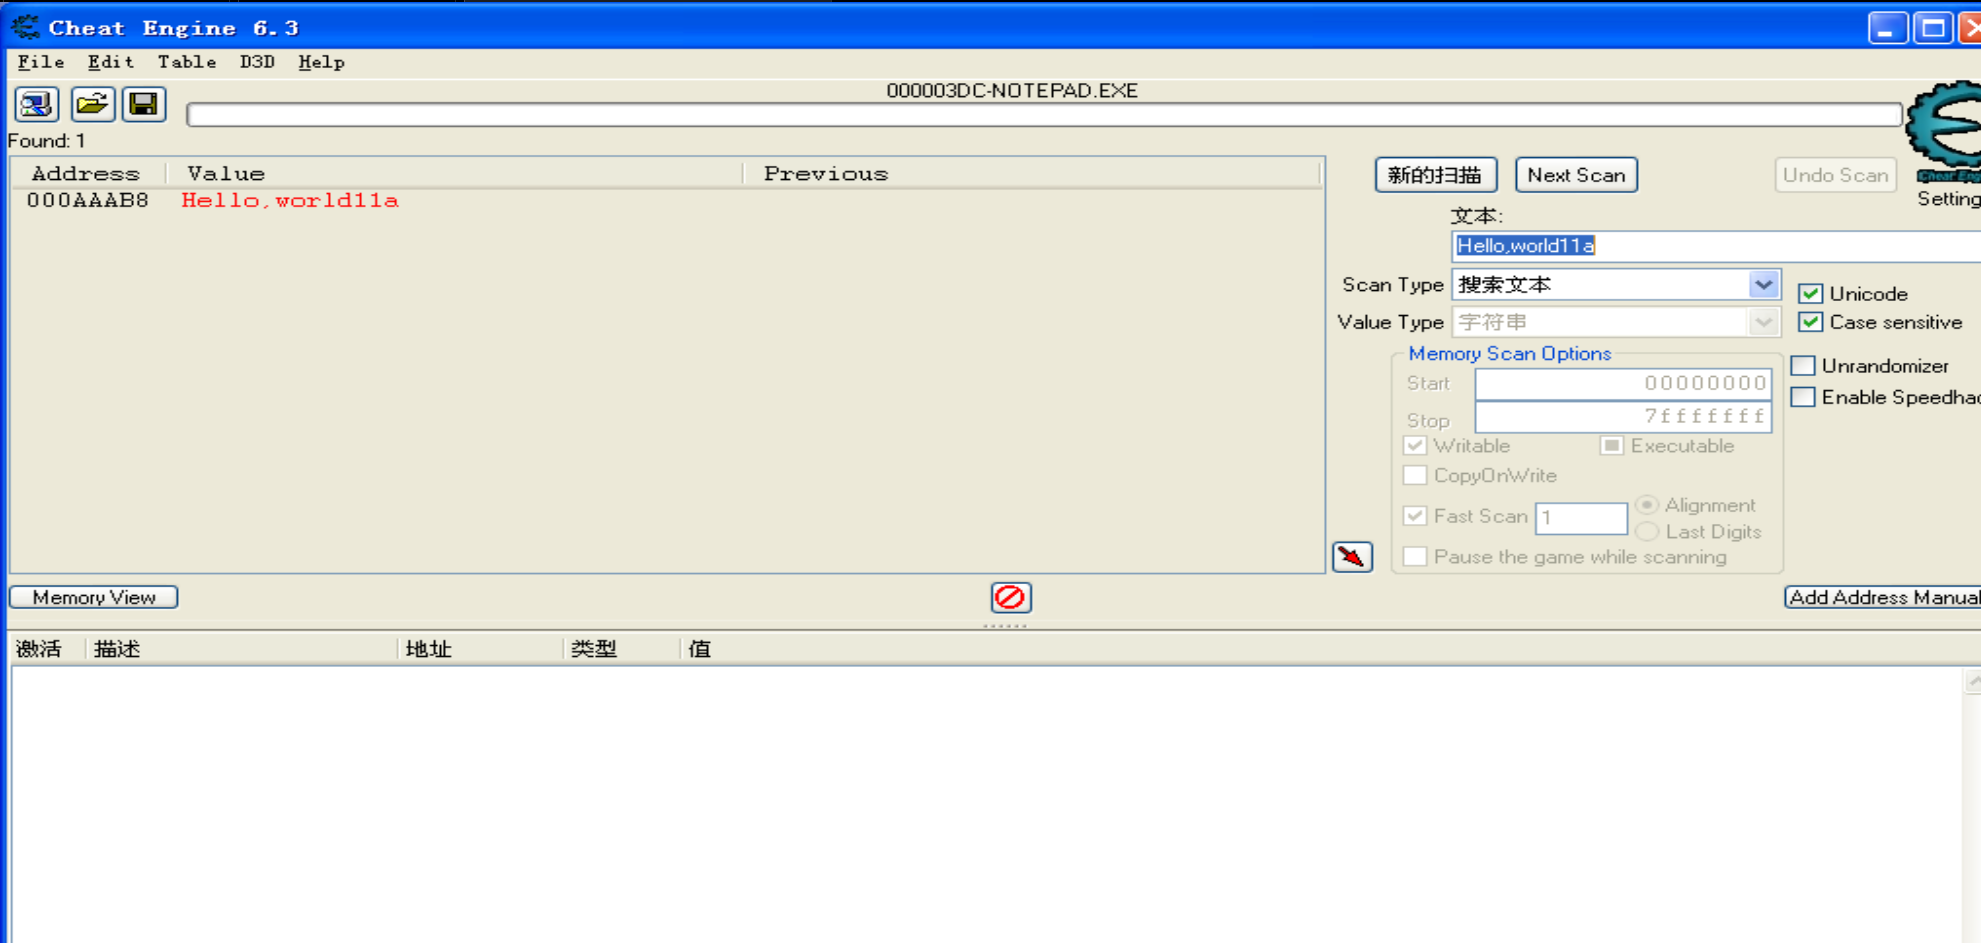 Cheat Engine 6.3
File Edit Table D3D Help
000003DC-NOTEPAD.EXE
Found: 1
Address Value Previous
000AAAB8 Hello,world11a
新的扫描 Next Scan Undo Scan
Setting
文本:
Hello,world11a
Scan Type 搜索文本
Unicode
Value Type 字符串
Case sensitive
Memory Scan Options
Unrandomizer
Start 00000000
Enable Speedhac
Stop 7fffffff
Writable Executable
CopyOnWrite
Fast Scan 1
Alignment
Last Digits
Pause the game while scanning
Memory View
Add Address Manual
激活 描述 地址 类型 值